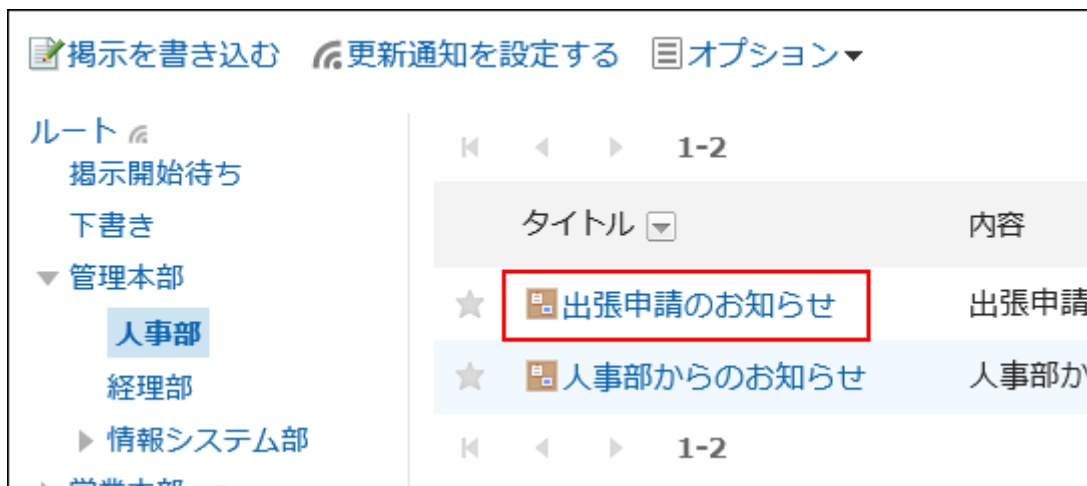 掲示を書き込む 更新通知を設定する オプション
ルート
掲示開始待ち
下書き
管理本部
人事部
経理部
情報システム部
1-2
タイトル 内容
出張申請のお知らせ 出張申請
人事部からのお知らせ 人事部か
1-2